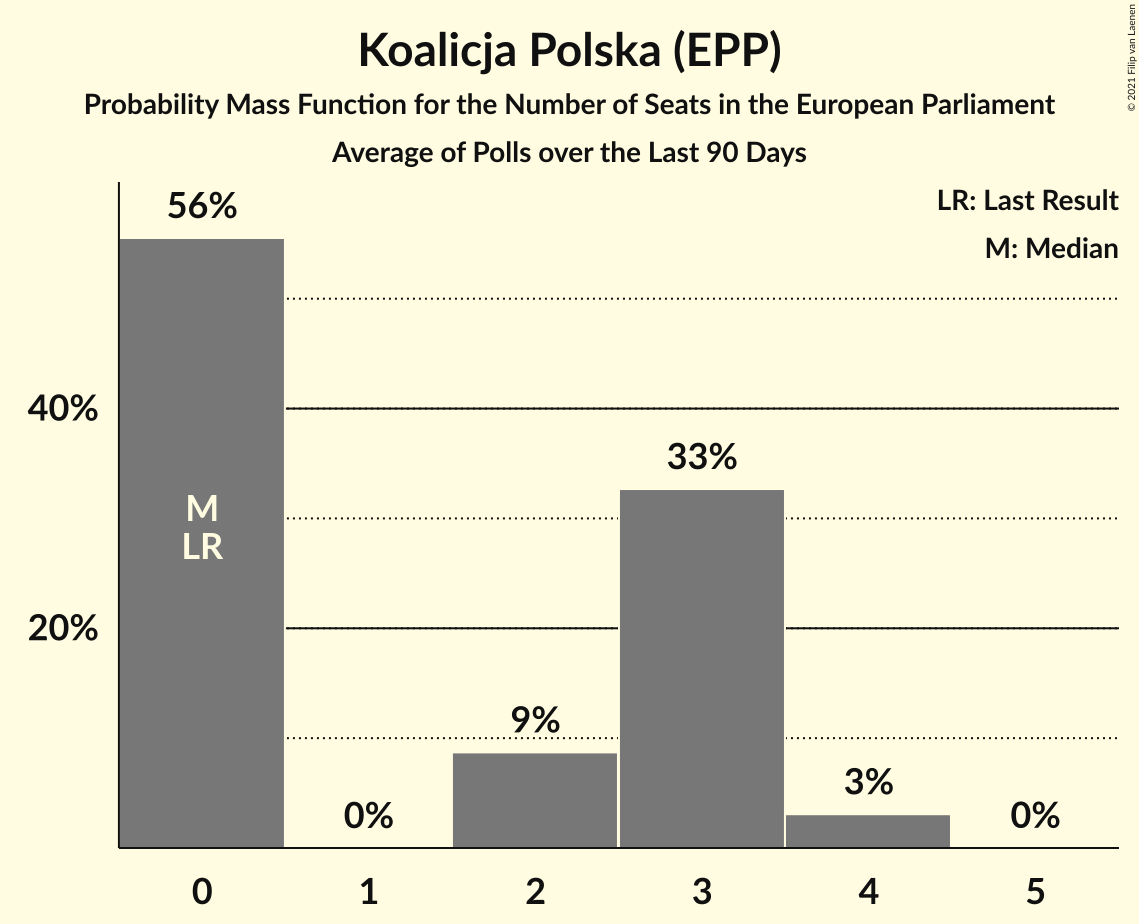 Koalicja Polska (EPP)
Probability Mass Function for the Number of Seats in the European Parliament
Average of Polls over the Last 90 Days
© 2021 Filip van Laenen
LR: Last Result
M: Median
56%
40%
33%
M
LR
20%
9%
3%
0%
0%
0 1 2 3 4 5